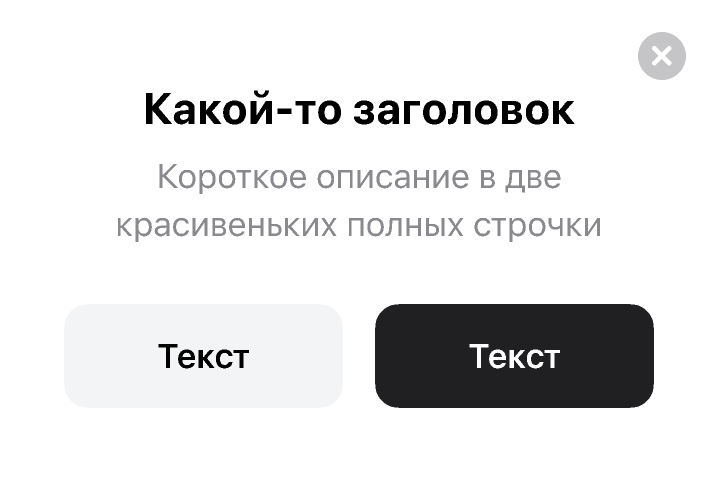 Какой-то заголовок
Короткое описание в две
красивеньких полных строчки
Текст
Текст